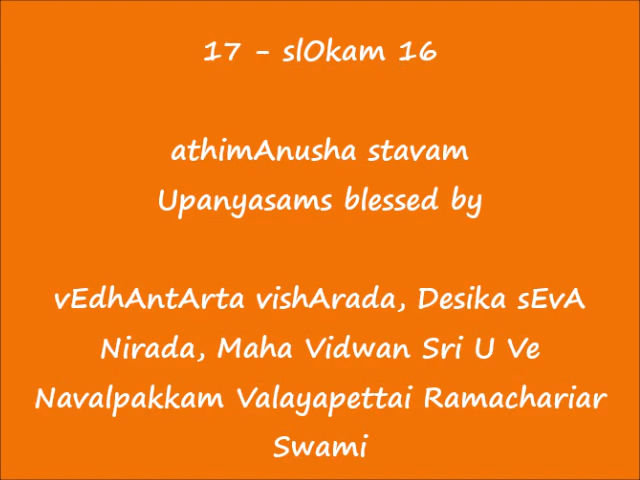 17 - slOkam 16
athimAnusha stavam
Upanyasams blessed by
vEdhAntArta vishArada, Desika sEvA
Nirada, Maha Vidwan Sri U Ve
Navalpakkam Valayapettai Ramachariar
Swami